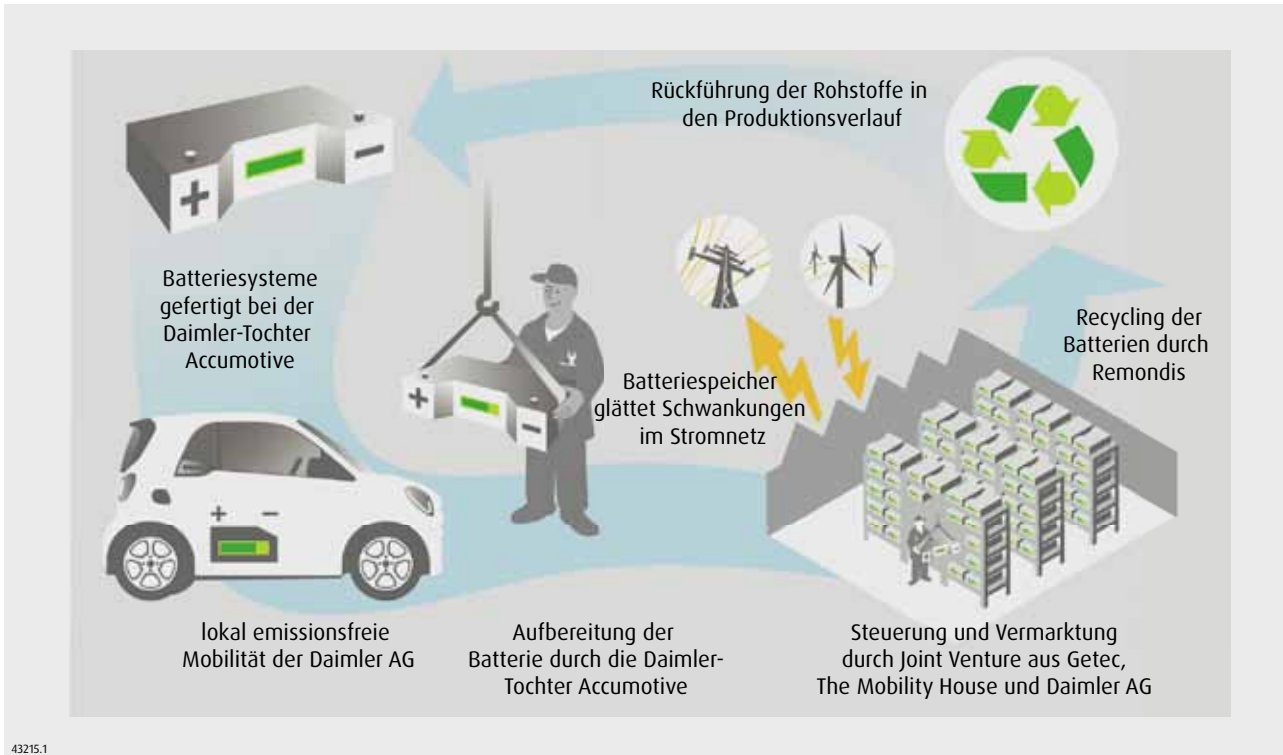 Rückführung der Rohstoffe in
den Produktionsverlauf
Batteriesysteme
gefertigt bei der
Daimler-Tochter
Accumotive
Batteriespeicher
glättet Schwankungen
im Stromnetz
Recycling der
Batterien durch
Remondis
lokal emissionsfreie
Mobilität der Daimler AG
Aufbereitung der
Batterie durch die Daimler-
Tochter Accumotive
Steuerung und Vermarktung
durch Joint Venture aus Getec,
The Mobility House und Daimler AG
43215.1